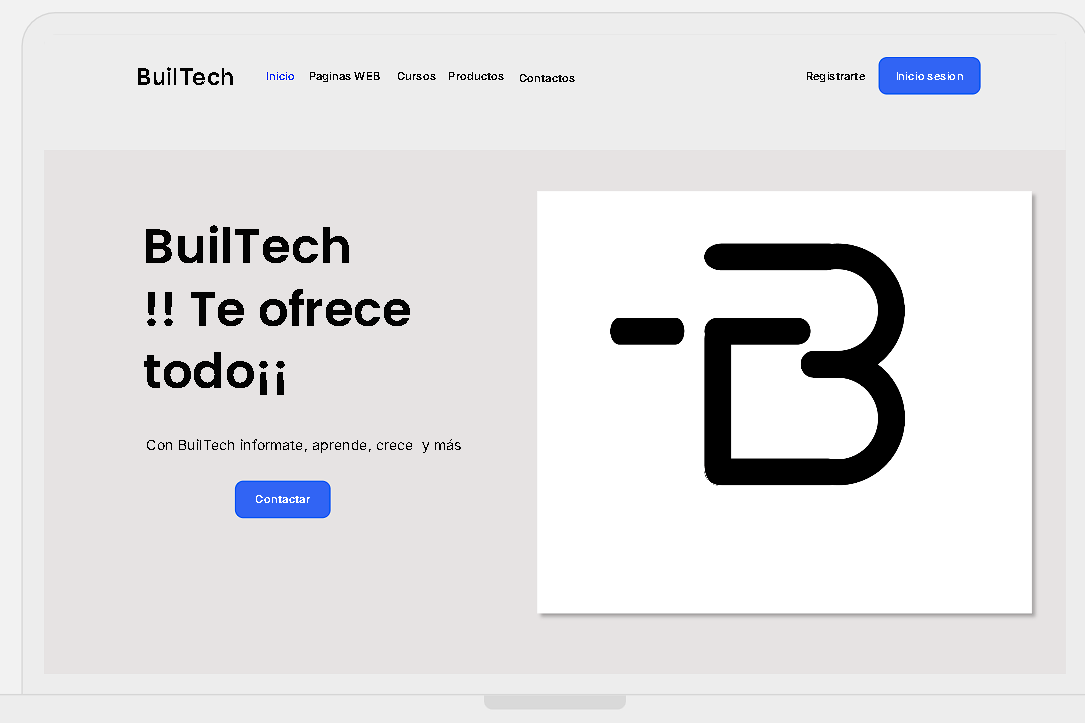 BuilTech Inicio Paginas WEB Cursos Productos Contactos Registrarte Inicio sesion
BuilTech
!! Te ofrece
todo¡¡
Con BuilTech informate, aprende, crece y más
Contactar
B